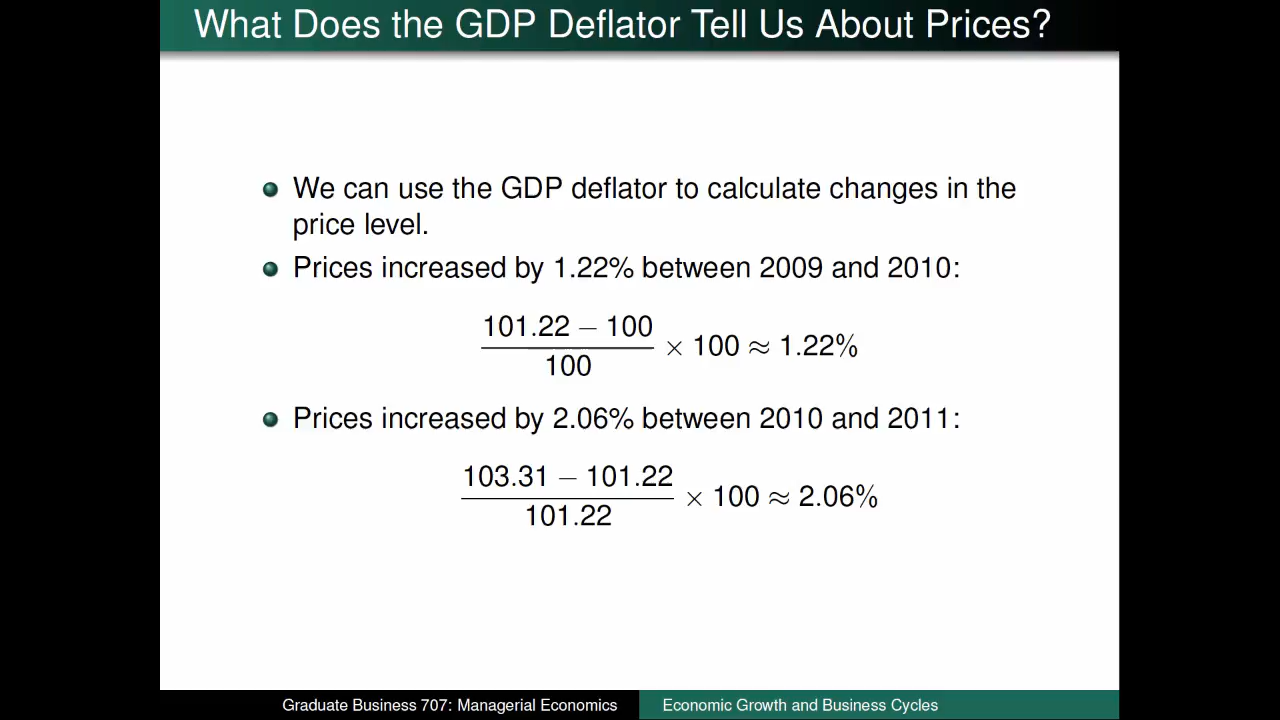 What Does the GDP Deflator Tell Us About Prices?
We can use the GDP deflator to calculate changes in the
price level.
Prices increased by 1.22% between 2009 and 2010:
101.22 − 100
100
× 100 ≈ 1.22%
Prices increased by 2.06% between 2010 and 2011:
103.31 − 101.22
101.22
× 100 ≈ 2.06%
Graduate Business 707: Managerial Economics
Economic Growth and Business Cycles